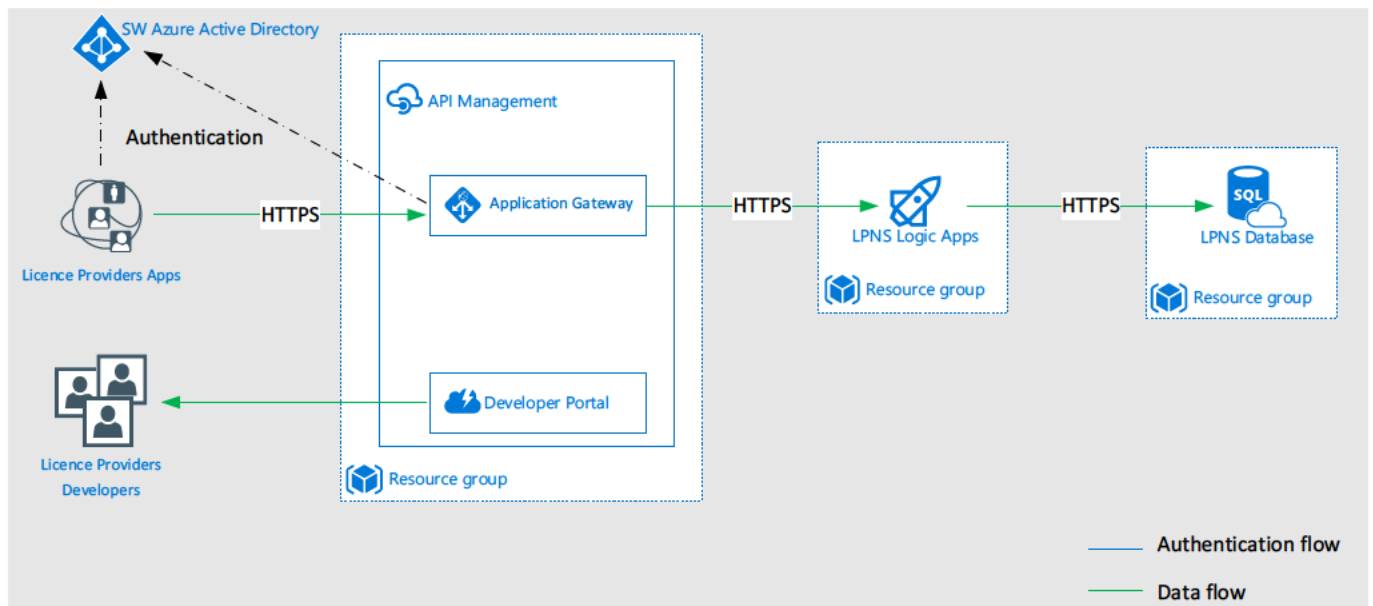 SW Azure Active Directory
API Management
Authentication
Application Gateway
HTTPS
HTTPS
HTTPS
SQL
LPNS Logic Apps
LPNS Database
Licence Providers Apps
Resource group
Resource group
Developer Portal
Licence Providers
Developers
Resource group
Authentication flow
Data flow